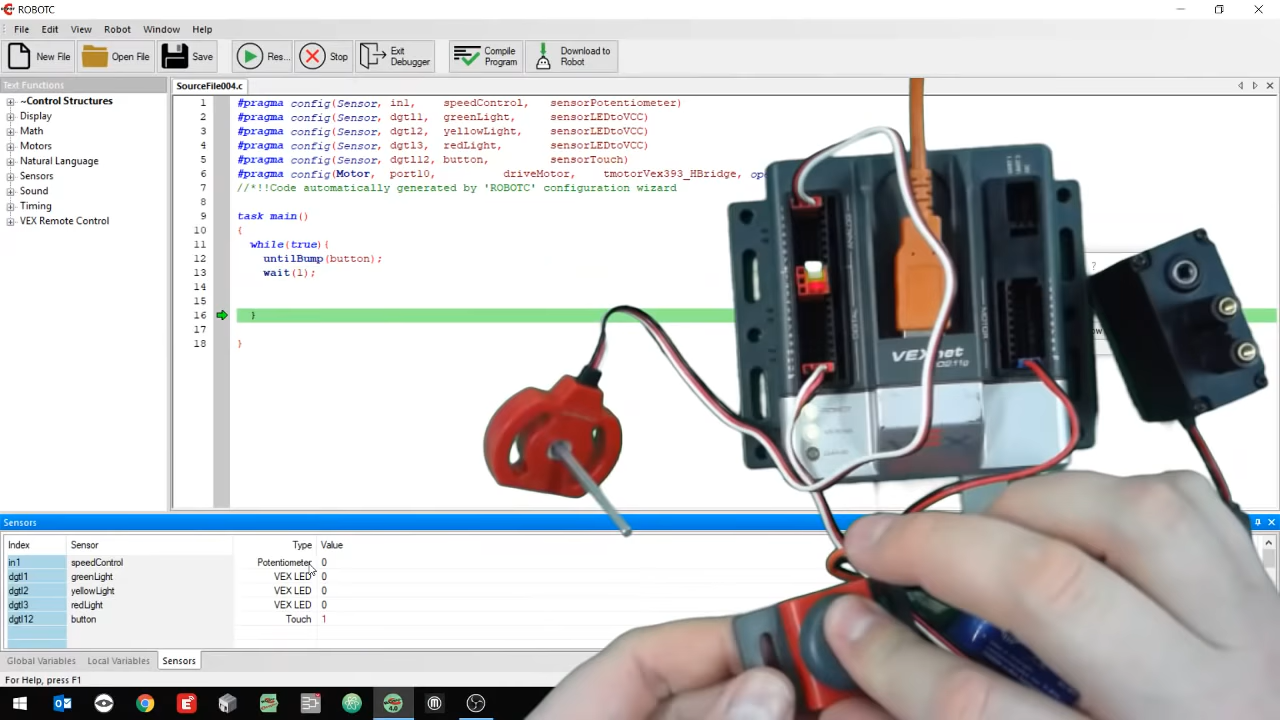 ROBOTC
File Edit View Robot Window Help
New File Open File Save Res... Stop Exit Debugger Compile Program Download to Robot
Text Functions
~Control Structures
Display
Math
Motors
Natural Language
Sensors
Sound
Timing
VEX Remote Control
SourceFile004.c
1 #pragma config(Sensor, in1, speedControl, sensorPotentiometer)
2 #pragma config(Sensor, dgtl1, greenLight, sensorLEDtoVCC)
3 #pragma config(Sensor, dgtl2, yellowLight, sensorLEDtoVCC)
4 #pragma config(Sensor, dgtl3, redLight, sensorLEDtoVCC)
5 #pragma config(Sensor, dgtl12, button, sensorTouch)
6 #pragma config(Motor, port10, driveMotor, tmotorVex393_HBridge, op
7 //*!!Code automatically generated by 'ROBOTC' configuration wizard
8
9 task main()
10 {
11 while(true){
12 untilBump(button);
13 wait(1);
14
15
16 }
17
18 }
ANALOG
DIGITAL
MOTOR
VEXnet
ROBOT
VEXnet
GAME
?
Sensors
Index Sensor Type Value
in1 speedControl Potentiometer 0
dgtl1 greenLight VEX LED 0
dgtl2 yellowLight VEX LED 0
dgtl3 redLight VEX LED 0
dgtl12 button Touch 1
Global Variables Local Variables Sensors
For Help, press F1